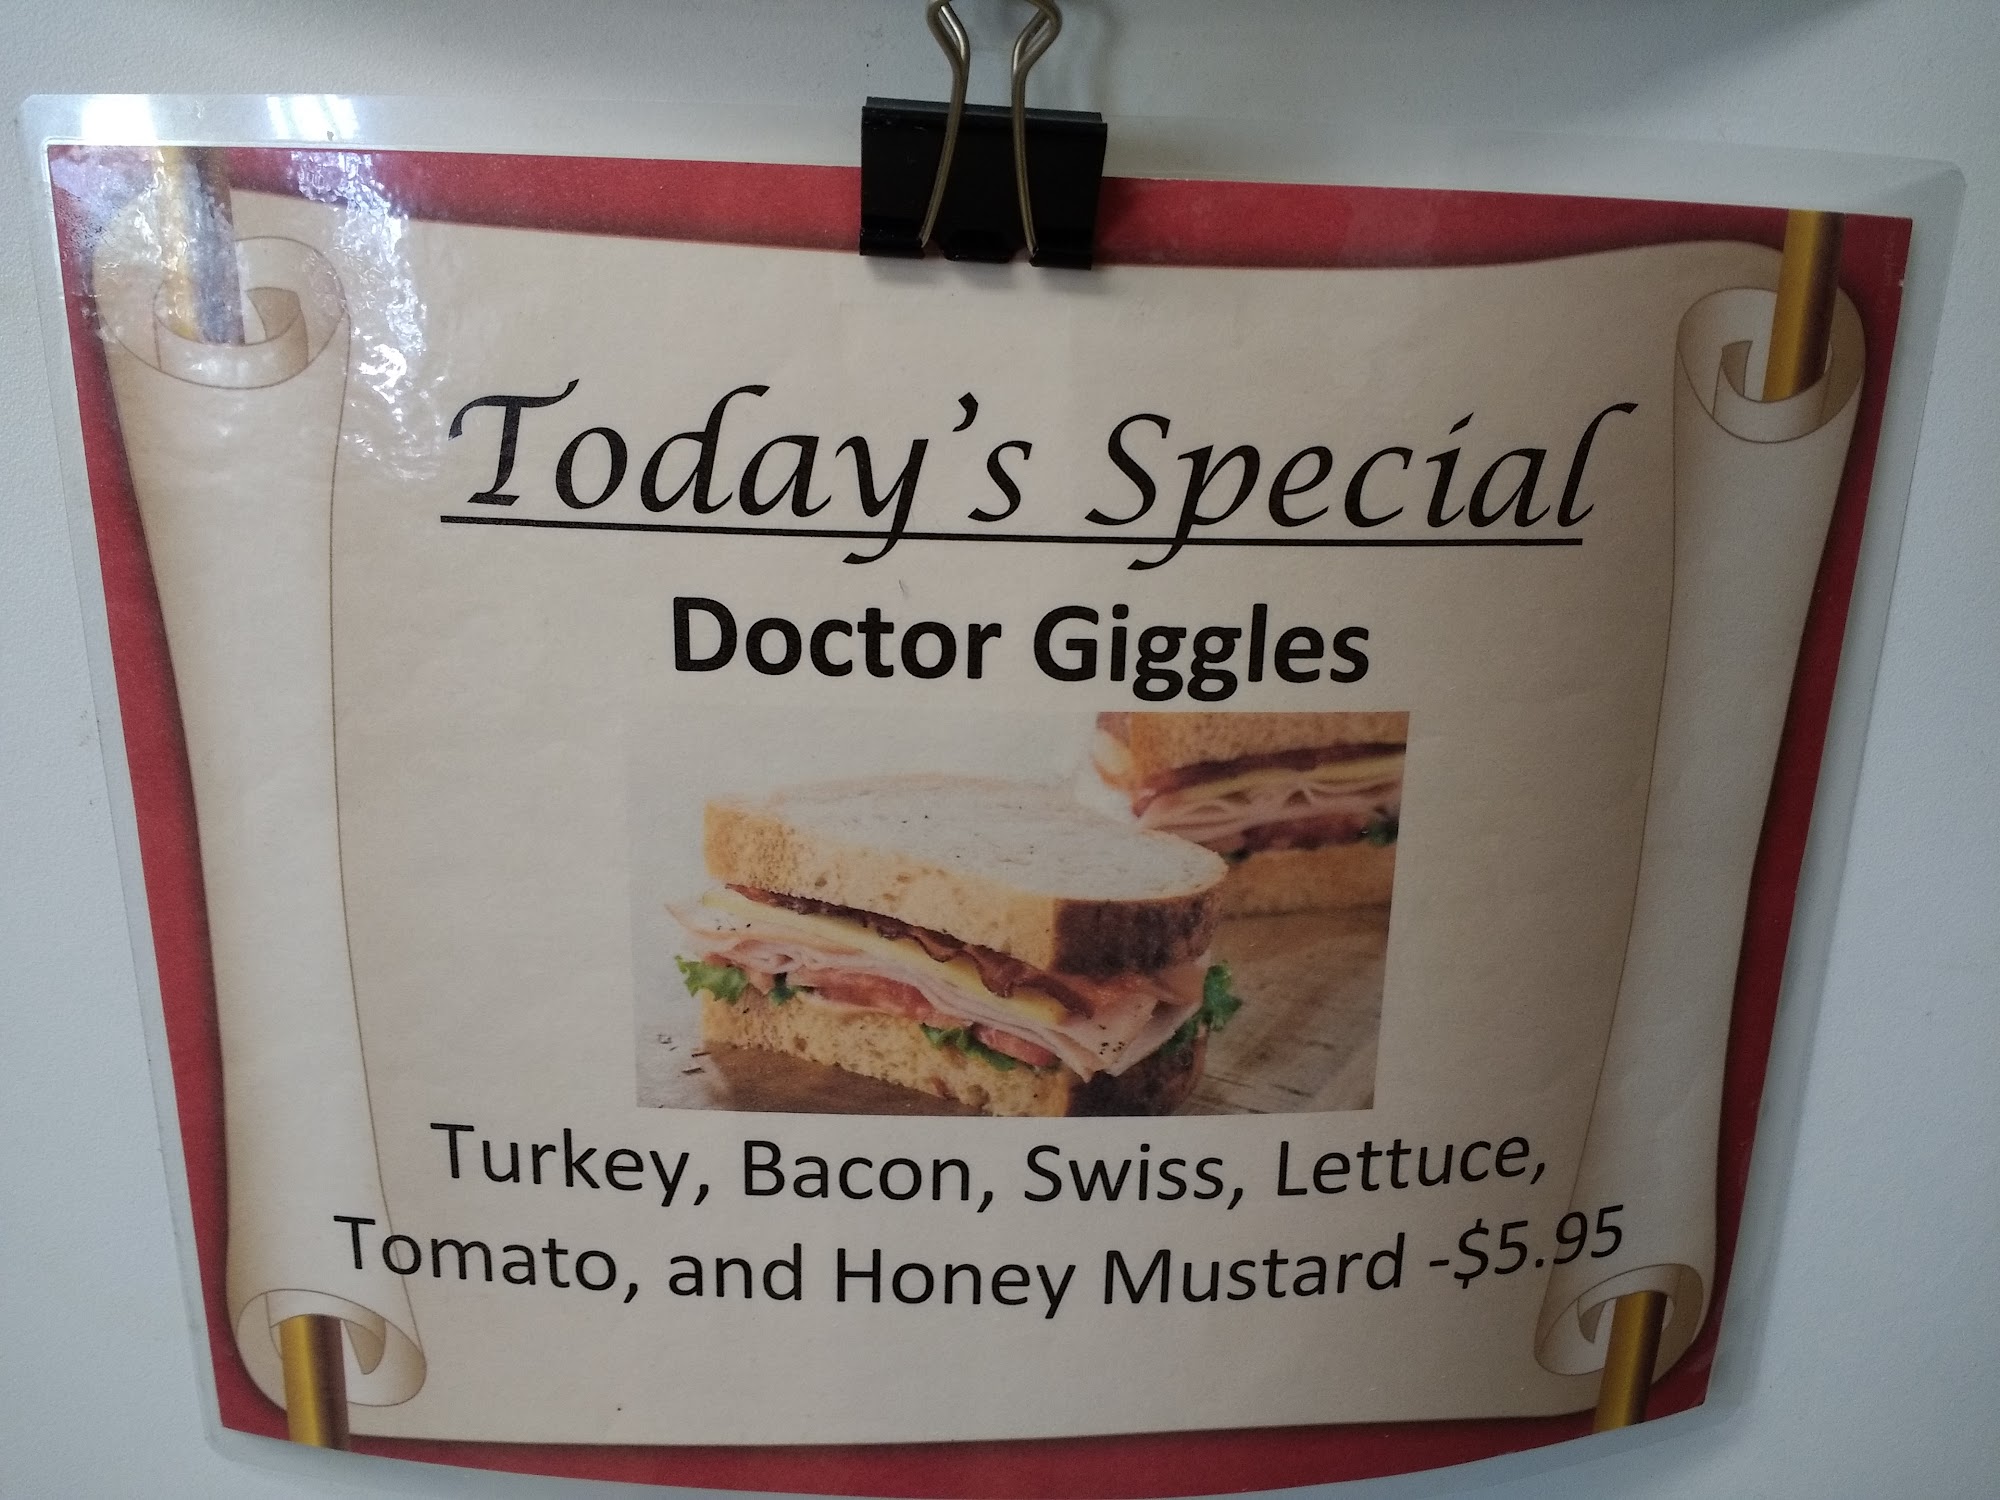 Today's Special
Doctor Giggles
Turkey, Bacon, Swiss, Lettuce,
Tomato, and Honey Mustard -$5.95